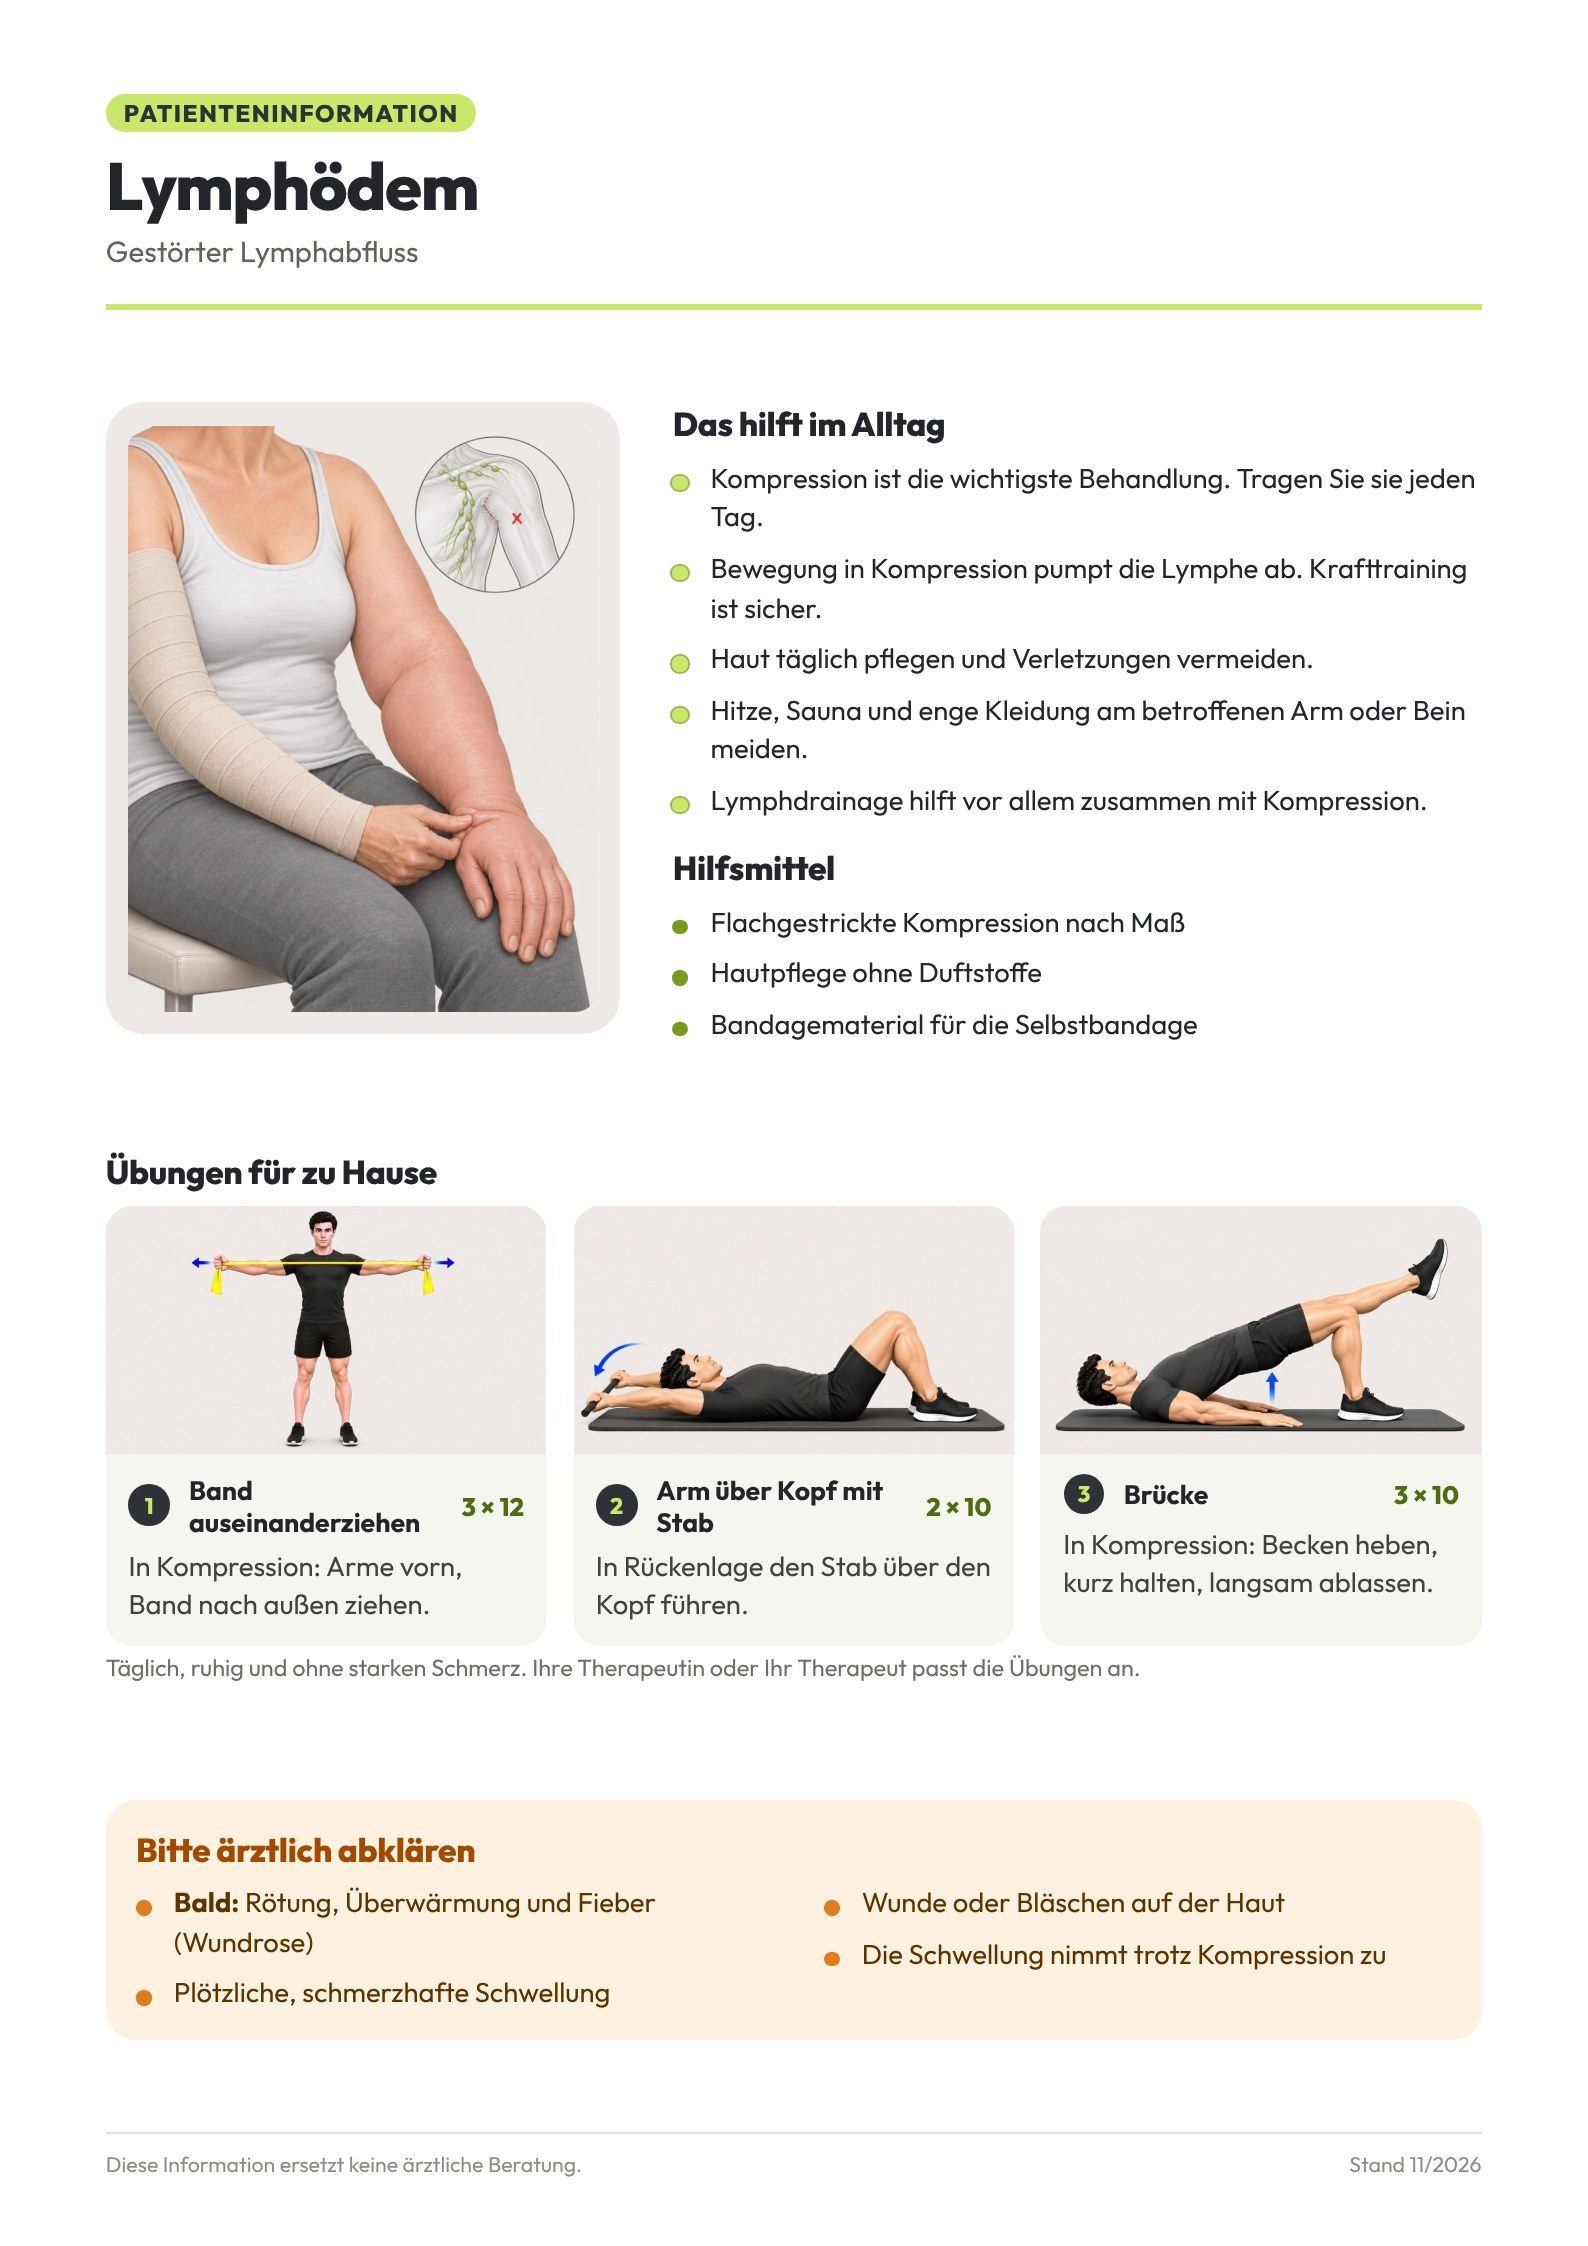 PATIENTENINFORMATION
Lymphödem
Gestörter Lymphabfluss
Das hilft im Alltag
Kompression ist die wichtigste Behandlung. Tragen Sie sie jeden
Tag.
Bewegung in Kompression pumpt die Lymphe ab. Krafttraining
ist sicher.
Haut täglich pflegen und Verletzungen vermeiden.
Hitze, Sauna und enge Kleidung am betroffenen Arm oder Bein
meiden.
Lymphdrainage hilft vor allem zusammen mit Kompression.
Hilfsmittel
Flachgestrickte Kompression nach Maß
Hautpflege ohne Duftstoffe
Bandagematerial für die Selbstbandage
Übungen für zu Hause
1 Band
auseinanderziehen 3 × 12
In Kompression: Arme vorn,
Band nach außen ziehen.
2 Arm über Kopf mit
Stab 2 × 10
In Rückenlage den Stab über den
Kopf führen.
3 Brücke 3 × 10
In Kompression: Becken heben,
kurz halten, langsam ablassen.
Täglich, ruhig und ohne starken Schmerz. Ihre Therapeutin oder Ihr Therapeut passt die Übungen an.
Bitte ärztlich abklären
Bald: Rötung, Überwärmung und Fieber
(Wundrose)
Plötzliche, schmerzhafte Schwellung
Wunde oder Bläschen auf der Haut
Die Schwellung nimmt trotz Kompression zu
Diese Information ersetzt keine ärztliche Beratung.
Stand 11/2026